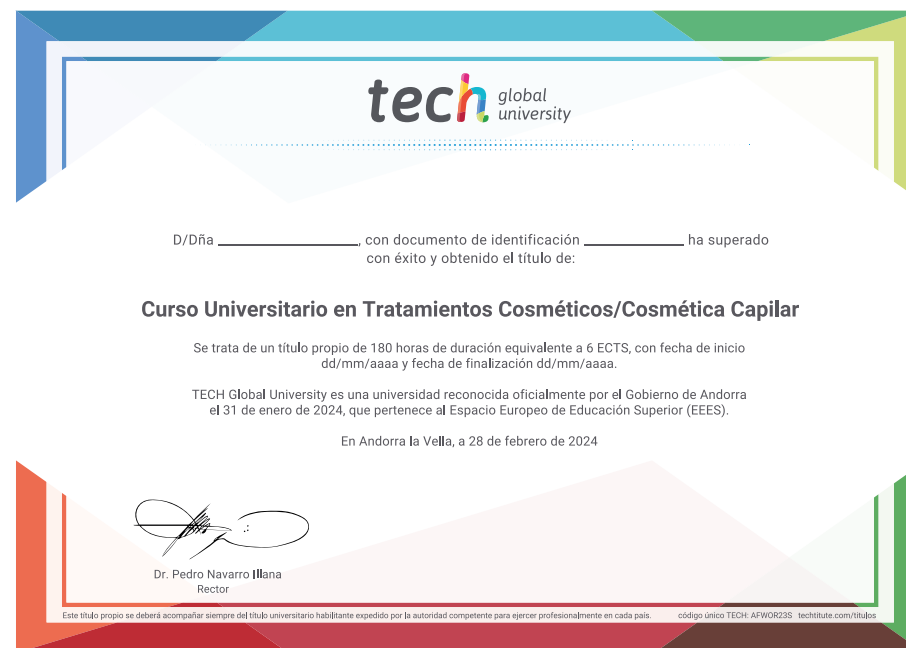 tech global university
D/Dña ____________________, con documento de identificación ______________ ha superado
con éxito y obtenido el título de:
Curso Universitario en Tratamientos Cosméticos/Cosmética Capilar
Se trata de un título propio de 180 horas de duración equivalente a 6 ECTS, con fecha de inicio
dd/mm/aaaa y fecha de finalización dd/mm/aaaa.
TECH Global University es una universidad reconocida oficialmente por el Gobierno de Andorra
el 31 de enero de 2024, que pertenece al Espacio Europeo de Educación Superior (EEES).
En Andorra la Vella, a 28 de febrero de 2024
Dr. Pedro Navarro Illana
Rector
Este título propio se deberá acompañar siempre del título universitario habilitante expedido por la autoridad competente para ejercer profesionalmente en cada país. código único TECH: AFWOR23S techtitute.com/titulos